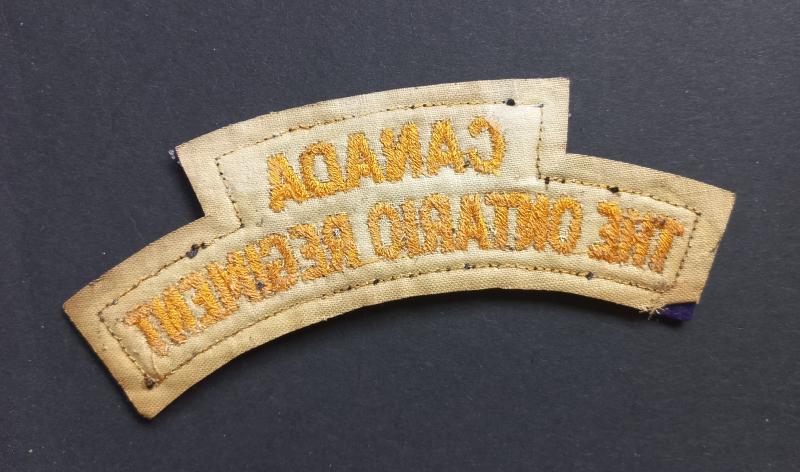 CANADA
THE ONTARIO REGIMENT